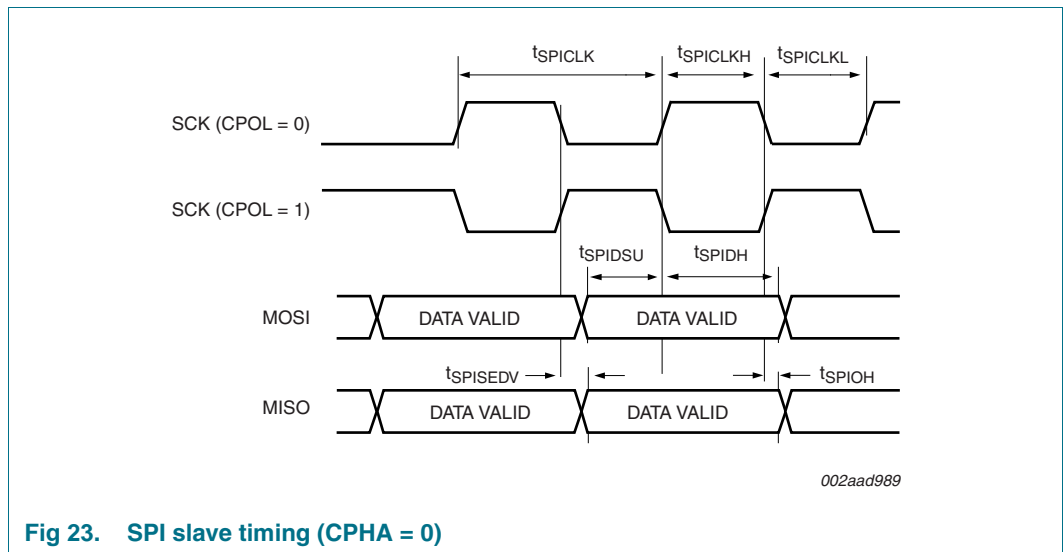 tSPICLK tSPICLKH tSPICLKL
SCK (CPOL = 0)
SCK (CPOL = 1)
tSPIDSU tSPIDH
MOSI DATA VALID DATA VALID
tSPISEDV tSPIOH
MISO DATA VALID DATA VALID
002aad989
Fig 23. SPI slave timing (CPHA = 0)